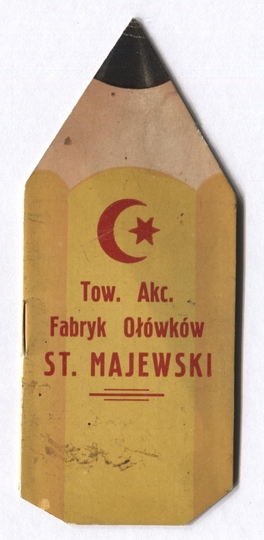 Tow. Akc.
Fabryk Ołówków
ST. MAJEWSKI